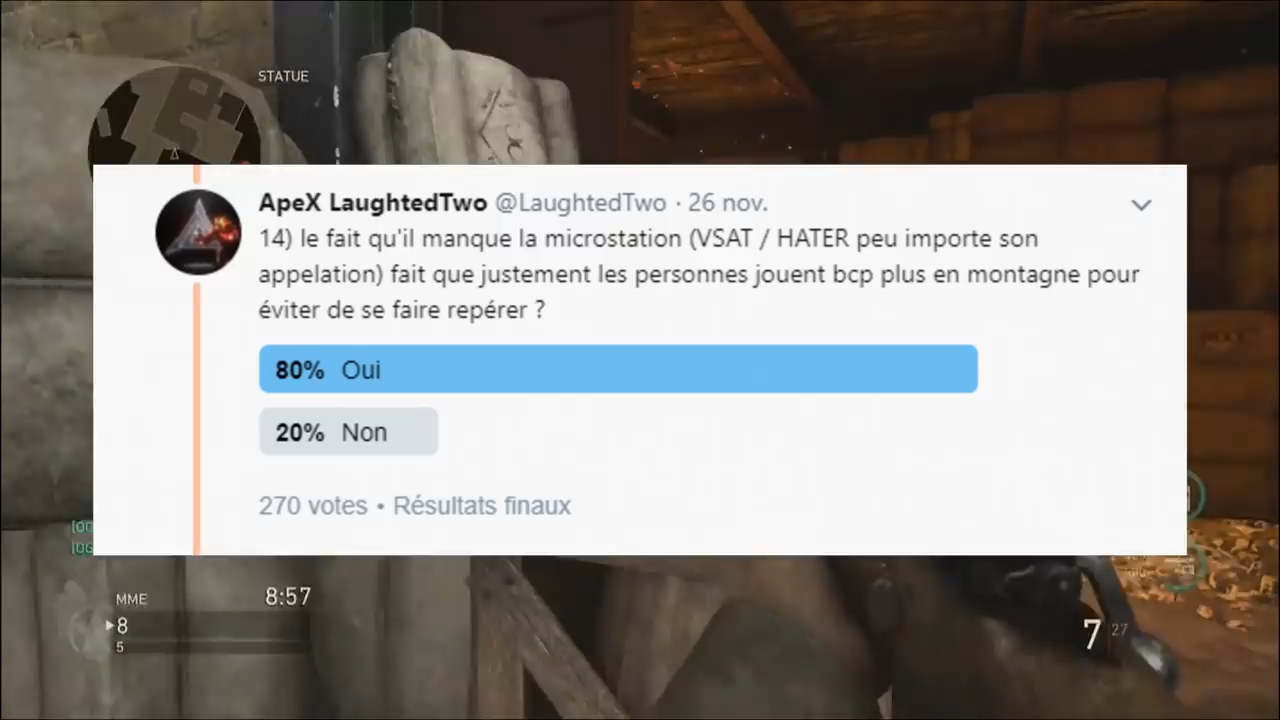 STATUE
ApeX LaughtedTwo @LaughtedTwo · 26 nov.
14) le fait qu'il manque la microstation (VSAT / HATER peu importe son
appelation) fait que justement les personnes jouent bcp plus en montagne pour
éviter de se faire repérer ?
80% Oui
20% Non
270 votes • Résultats finaux
MME
8:57
8
5
7 27